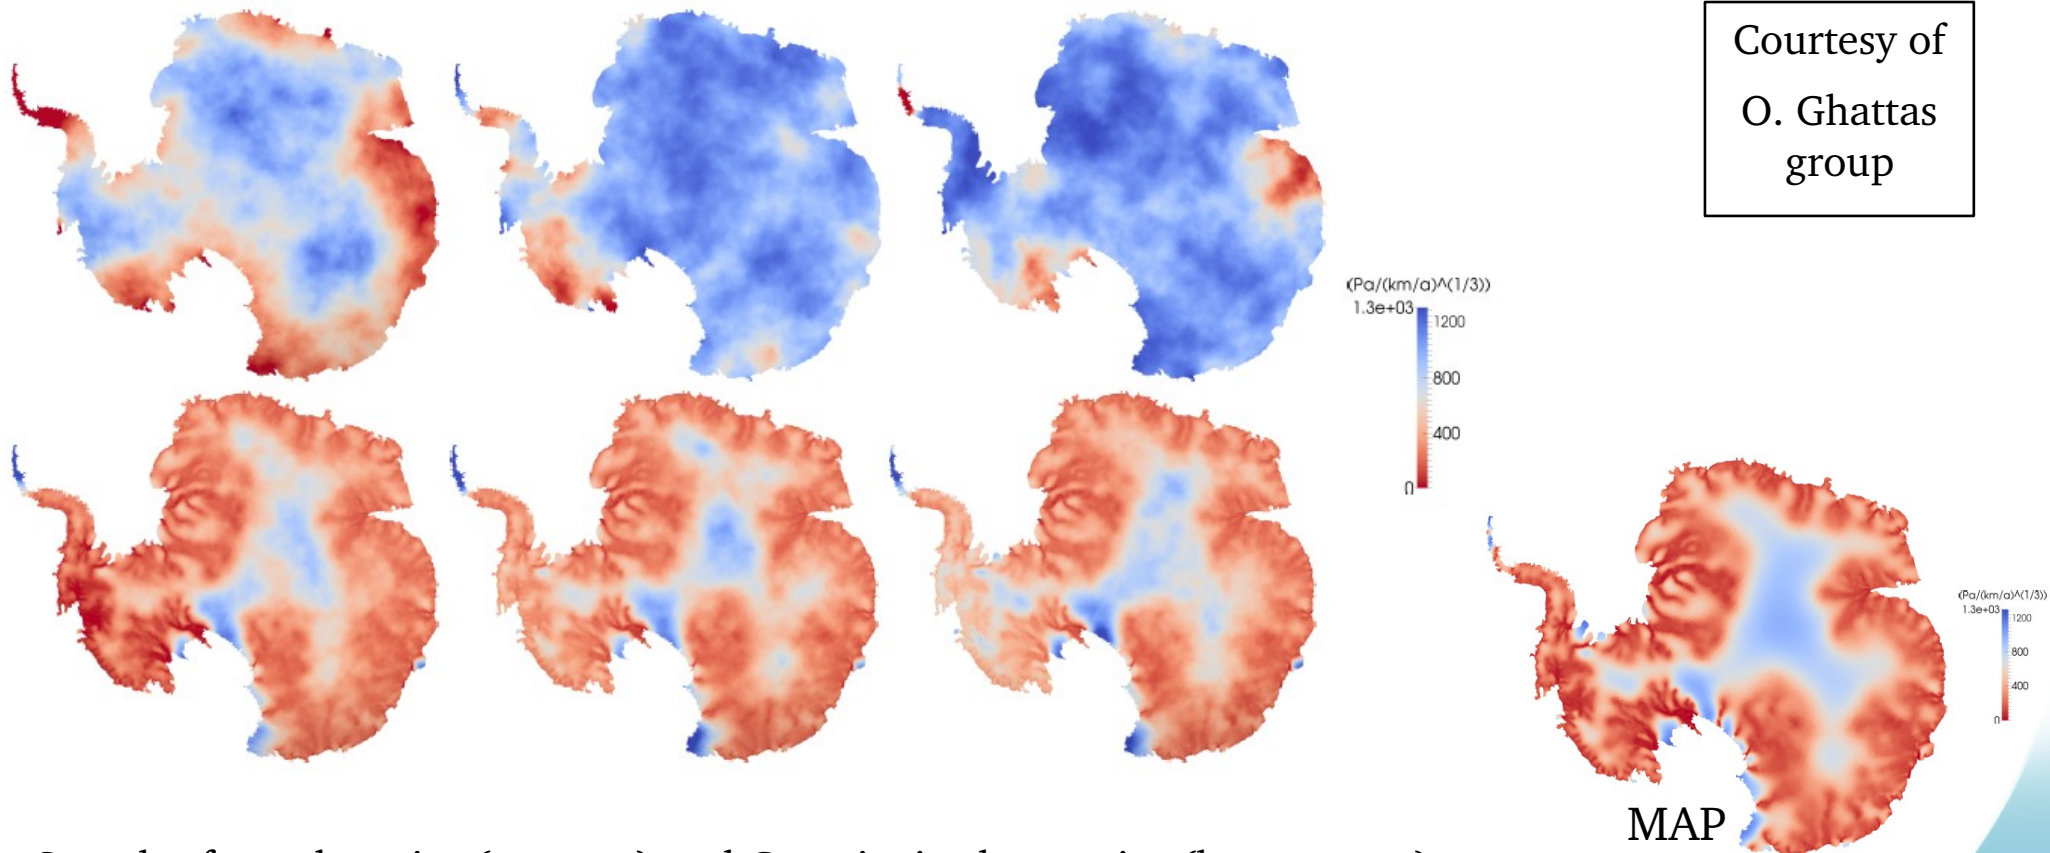 Courtesy of
O. Ghattas
group
(Pa/(km/a)^(1/3))
1.3e+03
1200
800
400
0
(Pa/(km/a)^(1/3))
1.3e+03
1200
800
400
0
MAP